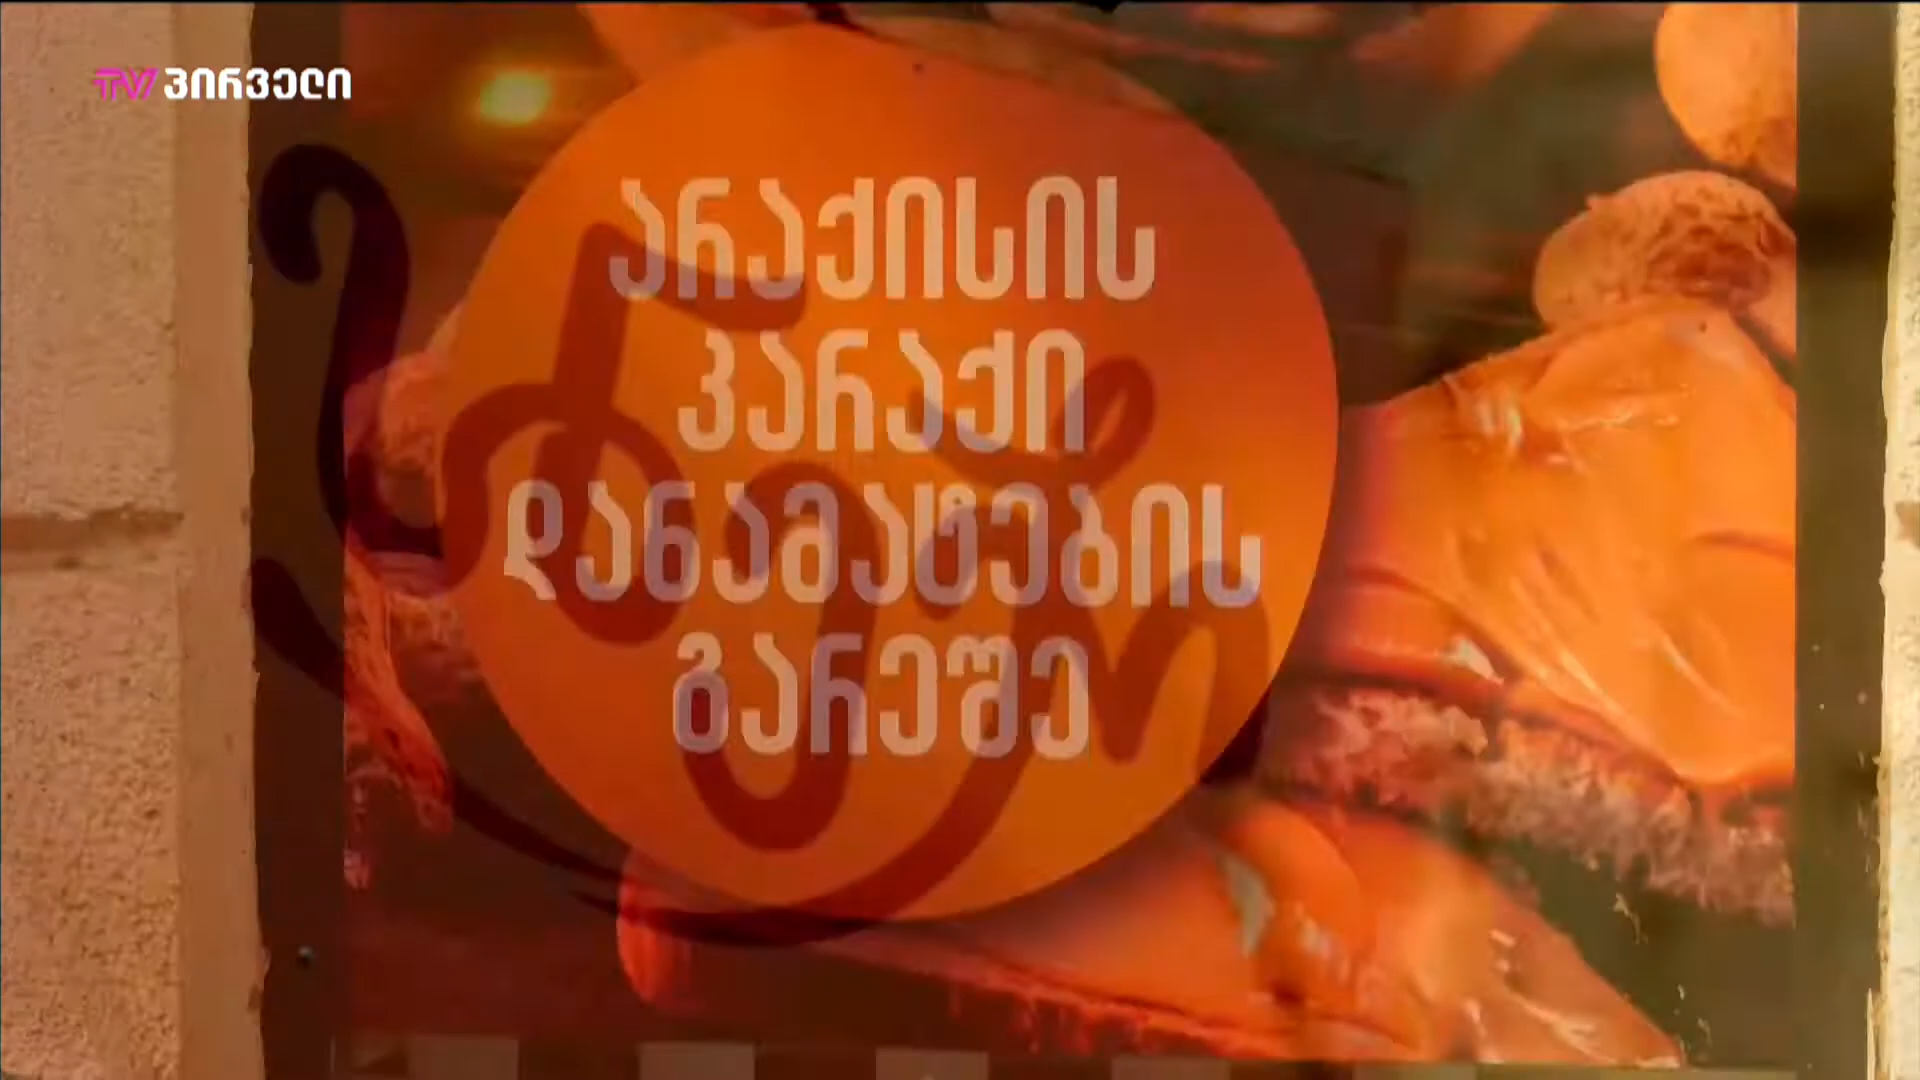 TV პირველი
არაქისის
კარაქი
დანამატების
გარეშე